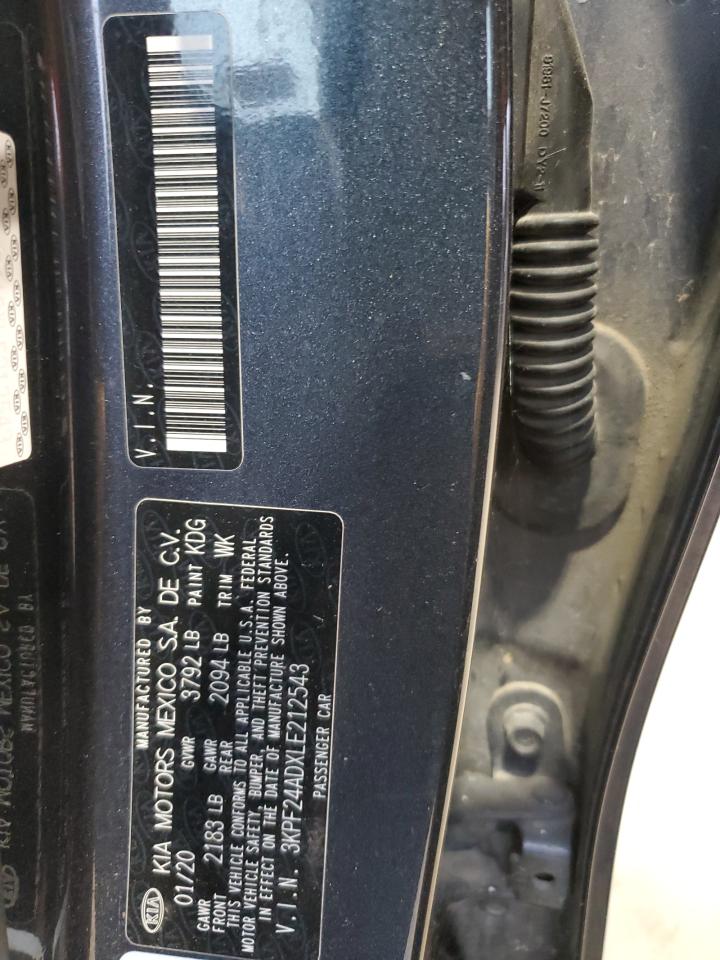 KIA
MANUFACTURED BY
KIA MOTORS MEXICO S.A. DE C.V.
01/20 GVWR 3792 LB PAINT KDG
GAWR FRONT 2183 LB GAWR REAR 2094 LB TRIM WK
THIS VEHICLE CONFORMS TO ALL APPLICABLE U.S.A. FEDERAL
MOTOR VEHICLE SAFETY, BUMPER, AND THEFT PREVENTION STANDARDS
IN EFFECT ON THE DATE OF MANUFACTURE SHOWN ABOVE.
V.I.N. 3KPF24ADXLE212543
PASSENGER CAR
V.I.N.